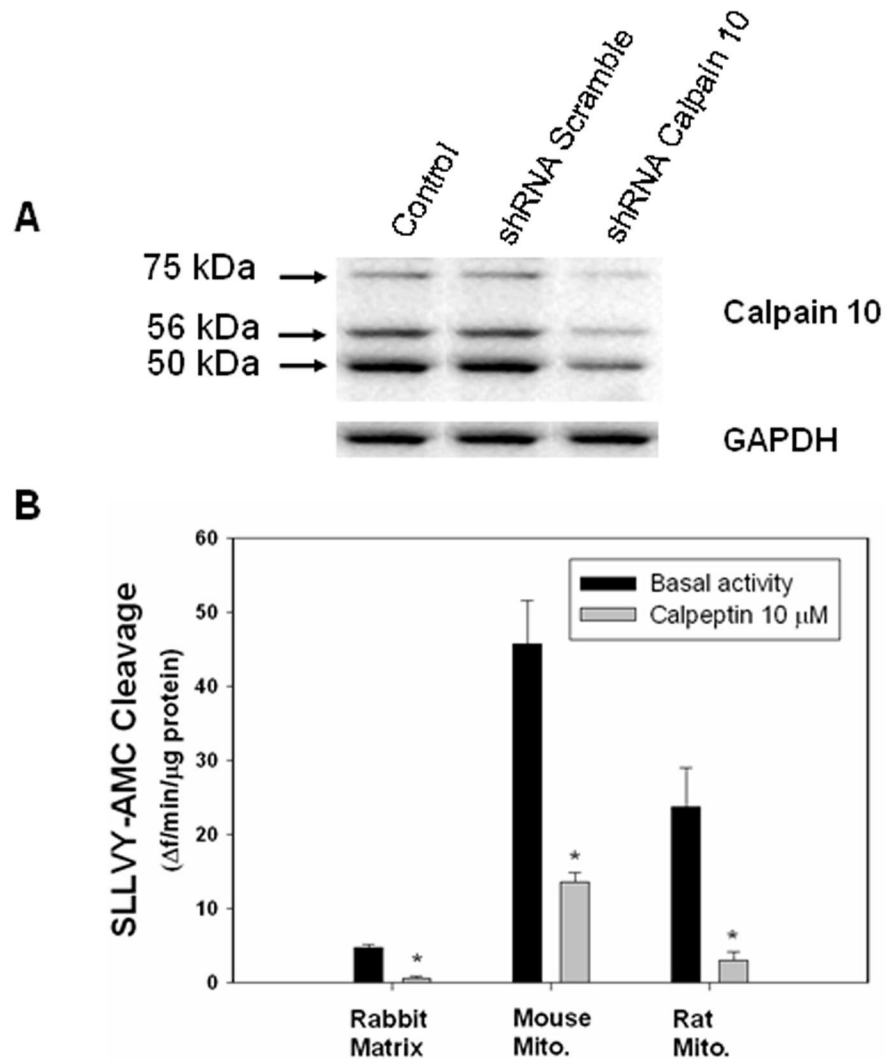 A
Control
shRNA Scramble
shRNA Calpain 10
75 kDa
56 kDa
50 kDa
Calpain 10
GAPDH
B
SLLVY-AMC Cleavage
(Δf/min/μg protein)
60
50
40
30
20
10
0
Basal activity
Calpeptin 10 μM
*
*
*
Rabbit
Matrix
Mouse
Mito.
Rat
Mito.